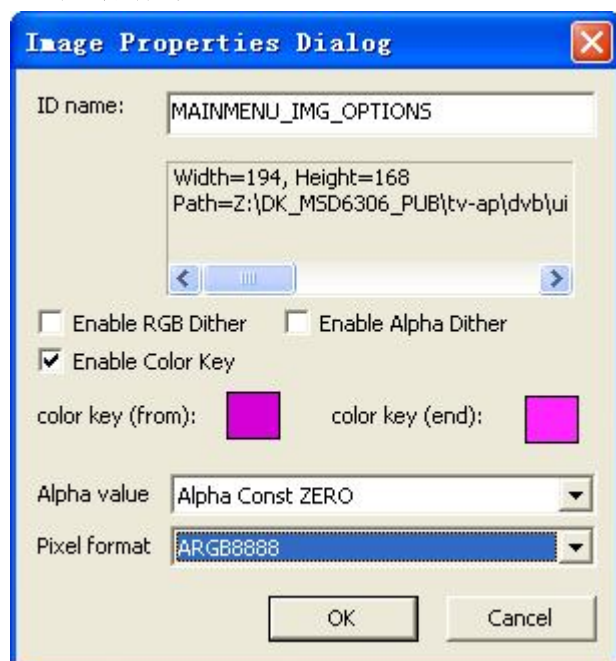 Image Properties Dialog
ID name: MAINMENU_IMG_OPTIONS
Width=194, Height=168
Path=Z:\DK_MSD6306_PUB\tv-ap\dvb\ui
Enable RGB Dither Enable Alpha Dither
Enable Color Key
color key (from): color key (end):
Alpha value Alpha Const ZERO
Pixel format ARGB8888
OK Cancel